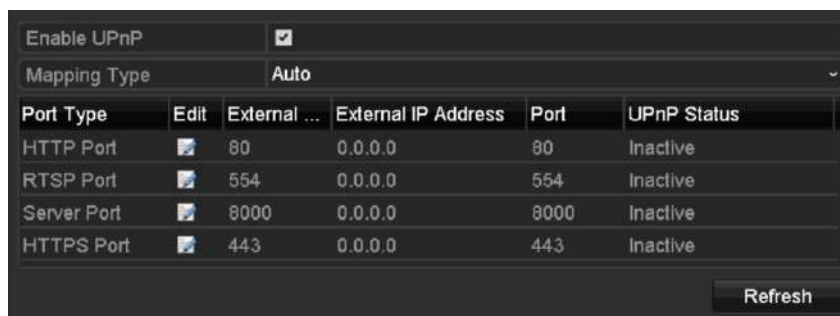 Enable UPnP
Mapping Type Auto
Port Type Edit External ... External IP Address Port UPnP Status
HTTP Port 80 0.0.0.0 80 Inactive
RTSP Port 554 0.0.0.0 554 Inactive
Server Port 8000 0.0.0.0 8000 Inactive
HTTPS Port 443 0.0.0.0 443 Inactive
Refresh